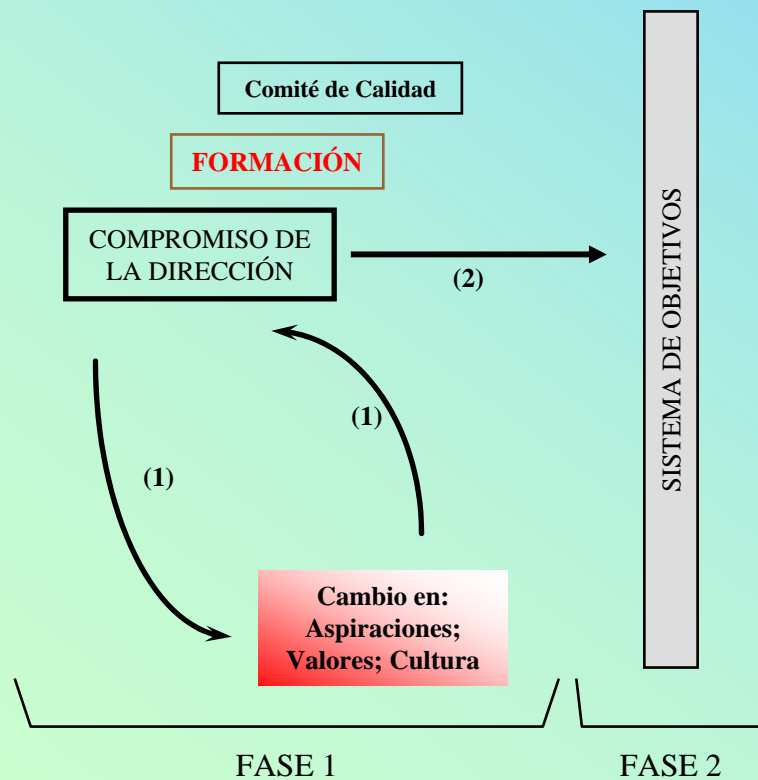 Comité de Calidad
FORMACIÓN
COMPROMISO DE
LA DIRECCIÓN
(2)
SISTEMA DE OBJETIVOS
(1)
(1)
Cambio en:
Aspiraciones;
Valores; Cultura
FASE 1
FASE 2